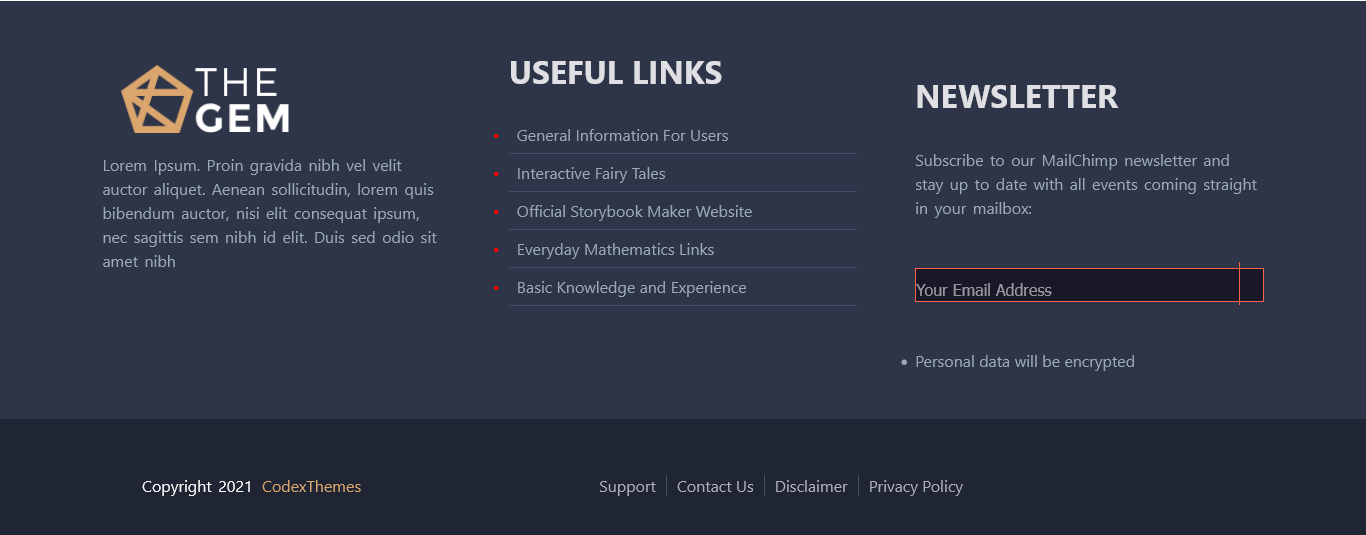 THE
GEM
Lorem Ipsum. Proin gravida nibh vel velit
auctor aliquet. Aenean sollicitudin, lorem quis
bibendum auctor, nisi elit consequat ipsum,
nec sagittis sem nibh id elit. Duis sed odio sit
amet nibh
USEFUL LINKS
General Information For Users
Interactive Fairy Tales
Official Storybook Maker Website
Everyday Mathematics Links
Basic Knowledge and Experience
NEWSLETTER
Subscribe to our MailChimp newsletter and
stay up to date with all events coming straight
in your mailbox:
Your Email Address
• Personal data will be encrypted
Copyright 2021 CodexThemes
Support | Contact Us | Disclaimer | Privacy Policy